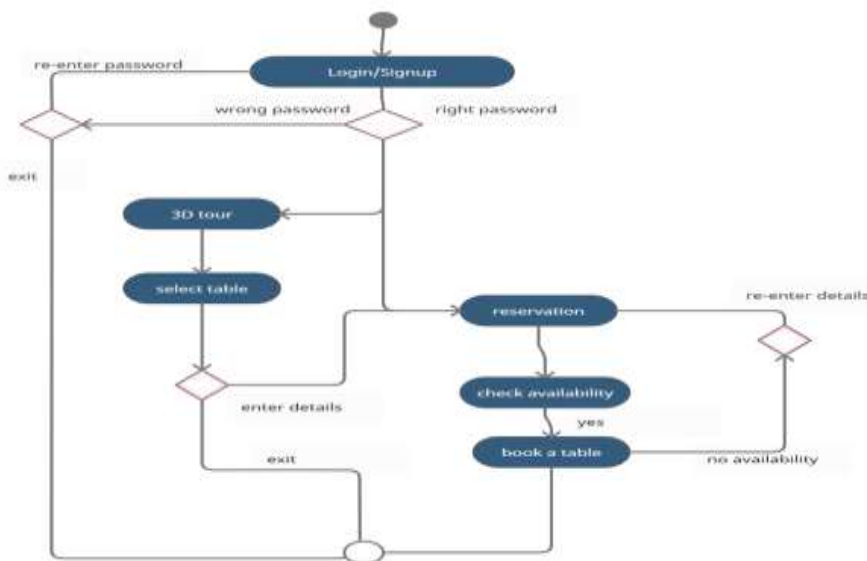 re-enter password
Login/Signup
wrong password
right password
exit
3D tour
select table
re-enter details
reservation
check availability
enter details
yes
book a table
exit
no availability